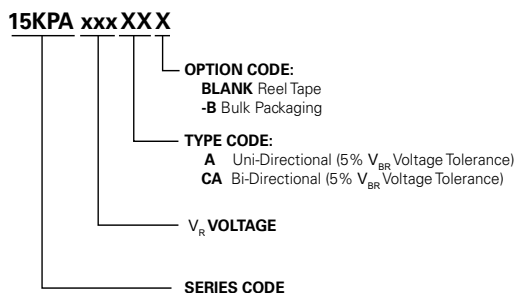 15KPA xxx XX X
OPTION CODE:
BLANK Reel Tape
-B Bulk Packaging
TYPE CODE:
A Uni-Directional (5% VBR Voltage Tolerance)
CA Bi-Directional (5% VBR Voltage Tolerance)
VR VOLTAGE
SERIES CODE